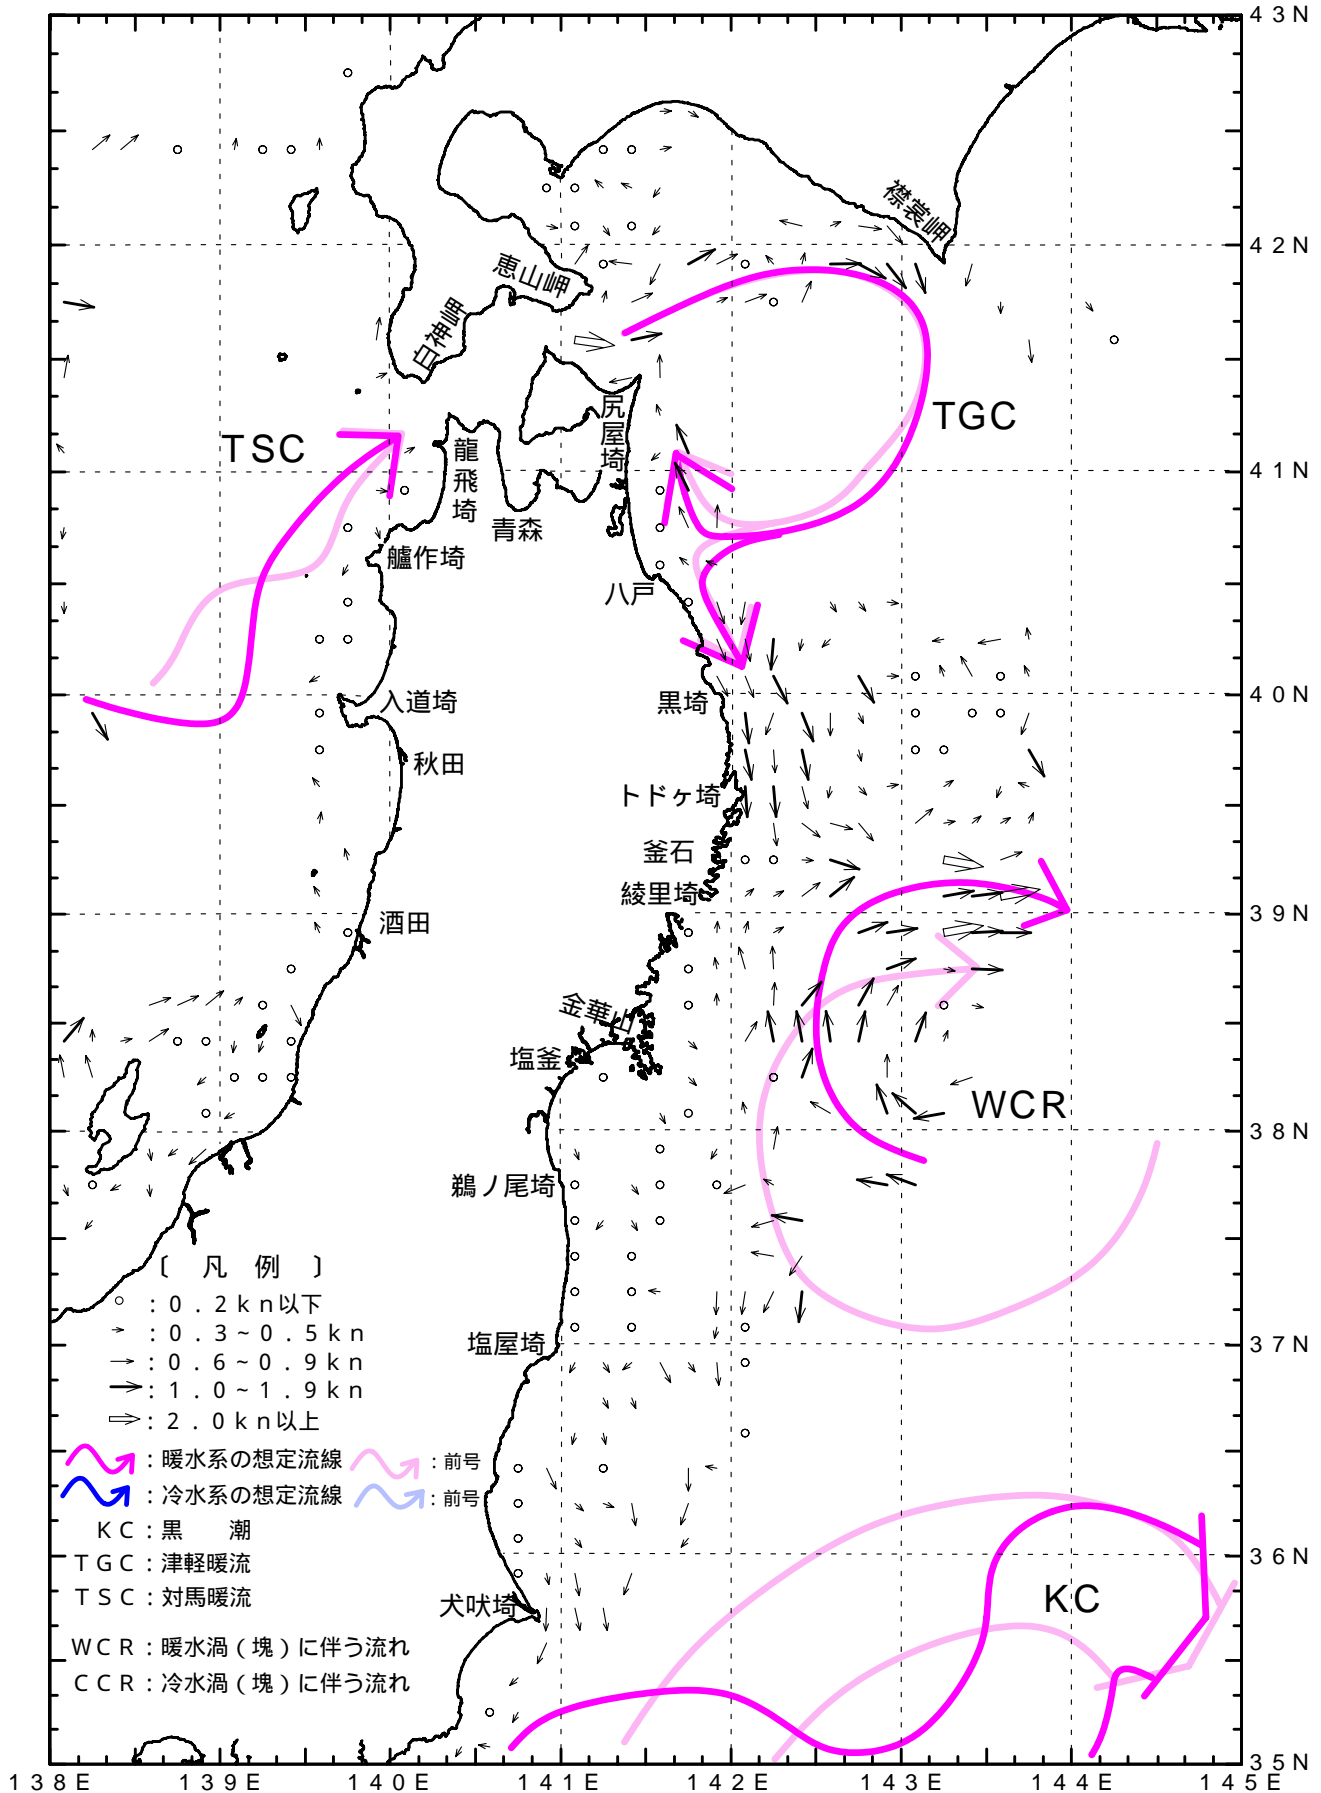 43N
襟裳岬
42N
恵山岬
白神岬
TGC
尻屋埼
TSC
龍飛埼
41N
青森
艫作埼
八戸
40N
入道埼
黒埼
秋田
トドヶ埼
釜石
綾里埼
39N
酒田
金華山
塩釜
WCR
38N
鵜ノ尾埼
〔 凡 例 〕
:0.2kn以下
:0.3~0.5kn
塩屋埼
37N
:0.6~0.9kn
:1.0~1.9kn
:2.0kn以上
:暖水系の想定流線 :前号
:冷水系の想定流線 :前号
KC:黒 潮
36N
TGC:津軽暖流
TSC:対馬暖流
KC
犬吠埼
WCR:暖水渦(塊)に伴う流れ
CCR:冷水渦(塊)に伴う流れ
35N
138E 139E 140E 141E 142E 143E 144E 145E